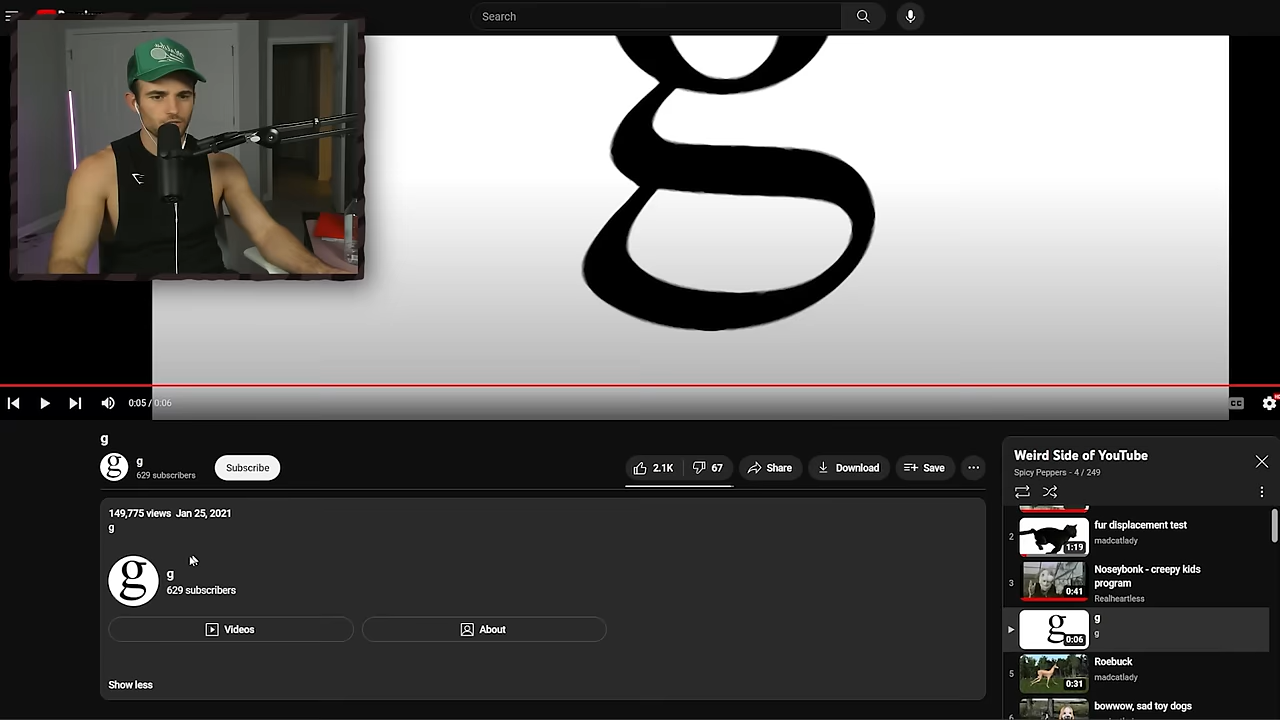 Search
g
0:05 / 0:06
CC
g
g
g
629 subscribers
Subscribe
2.1K
67
Share
Download
Save
149,775 views Jan 25, 2021
g
g
g
629 subscribers
Videos
About
Show less
Weird Side of YouTube
Spicy Peppers - 4 / 249
2
fur displacement test
madcatlady
1:19
3
Noseybonk - creepy kids
program
Realheartless
0:41
g
g
g
0:06
5
Roebuck
madcatlady
0:31
bowwow, sad toy dogs